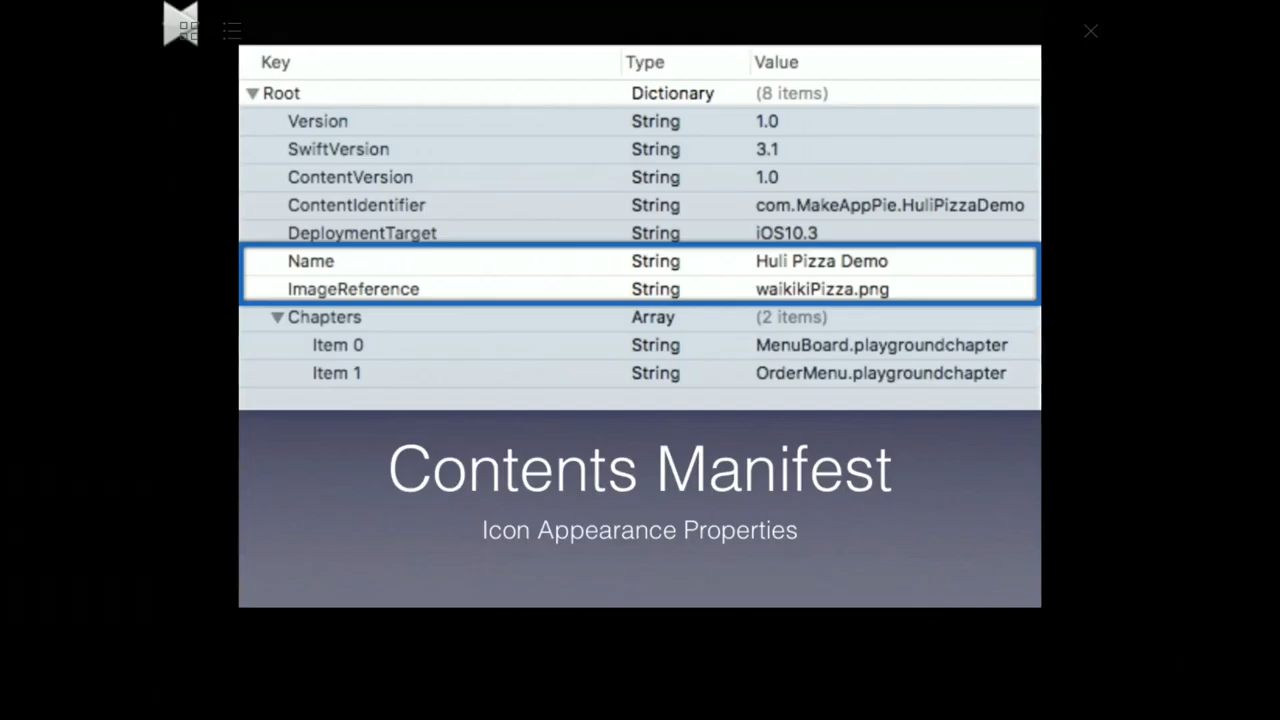 Key Type Value
Root Dictionary (8 items)
Version String 1.0
SwiftVersion String 3.1
ContentVersion String 1.0
ContentIdentifier String com.MakeAppPie.HuliPizzaDemo
DeploymentTarget String iOS10.3
Name String Huli Pizza Demo
ImageReference String waikikiPizza.png
Chapters Array (2 items)
Item 0 String MenuBoard.playgroundchapter
Item 1 String OrderMenu.playgroundchapter
Contents Manifest
Icon Appearance Properties